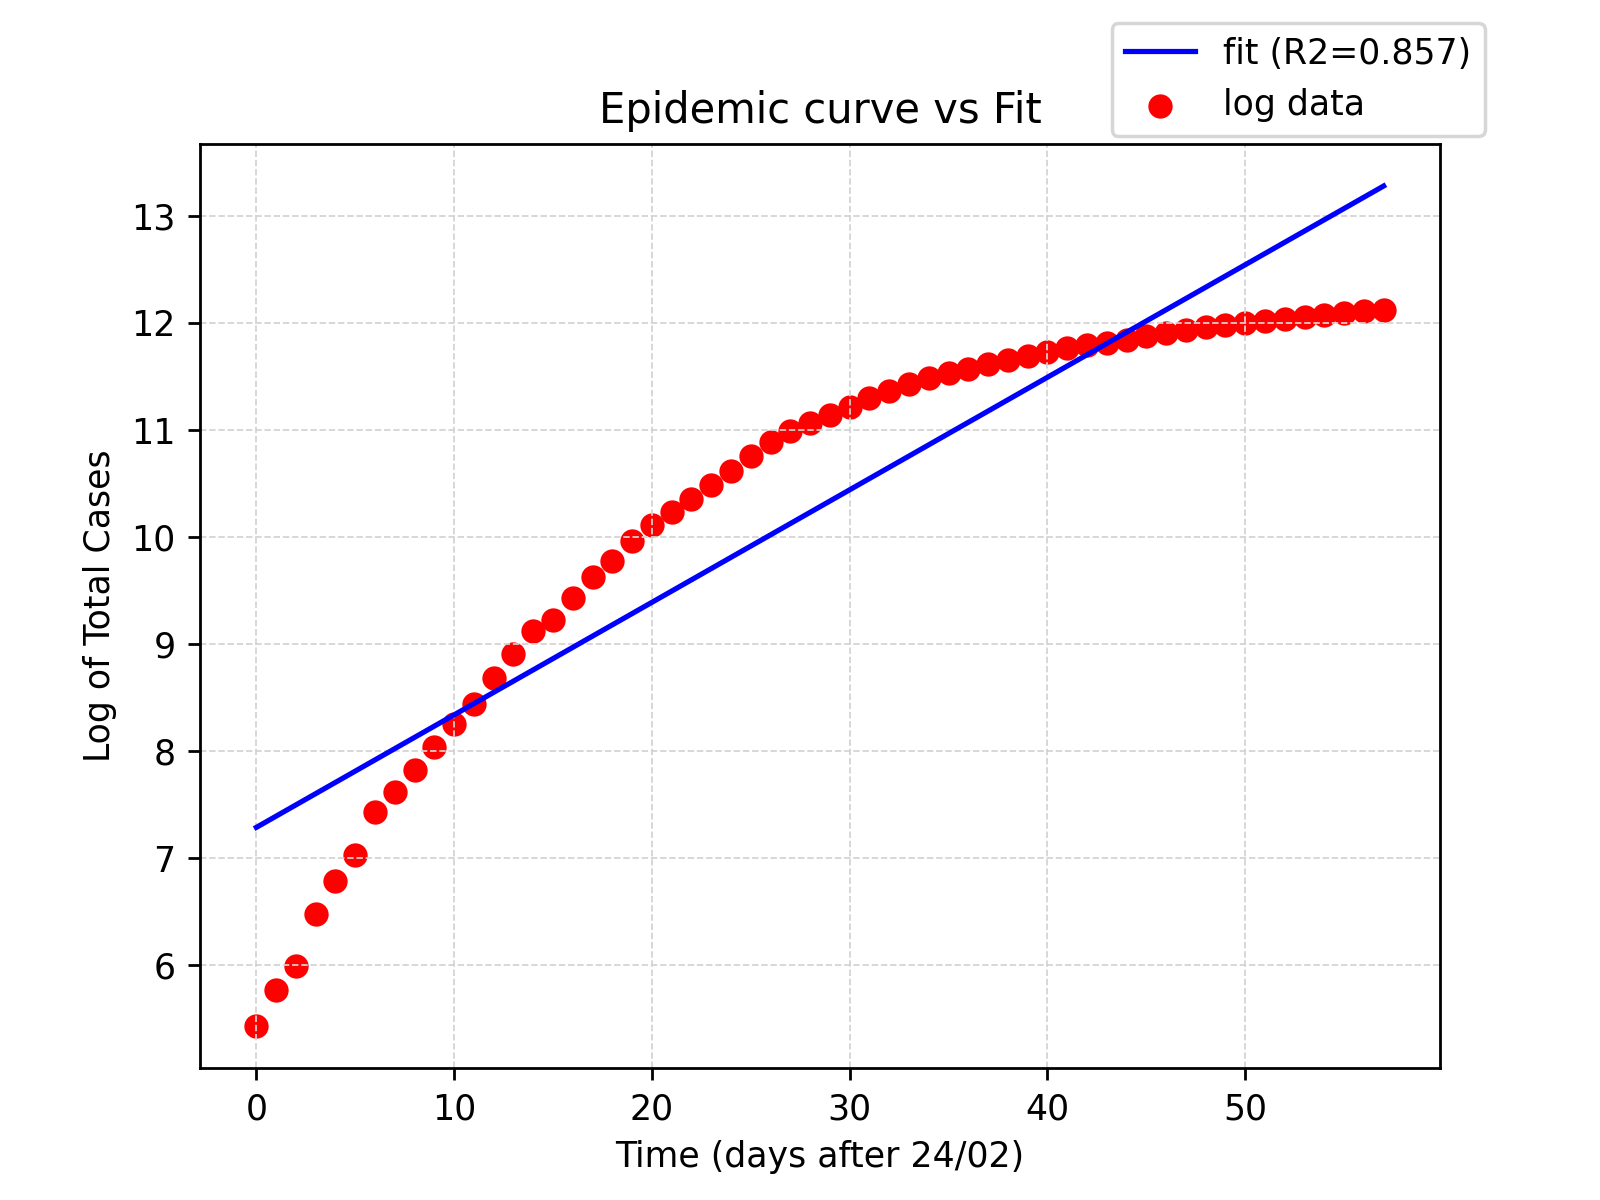 fit (R2=0.857)
log data
Epidemic curve vs Fit
Log of Total Cases
13
12
11
10
9
8
7
6
0 10 20 30 40 50
Time (days after 24/02)